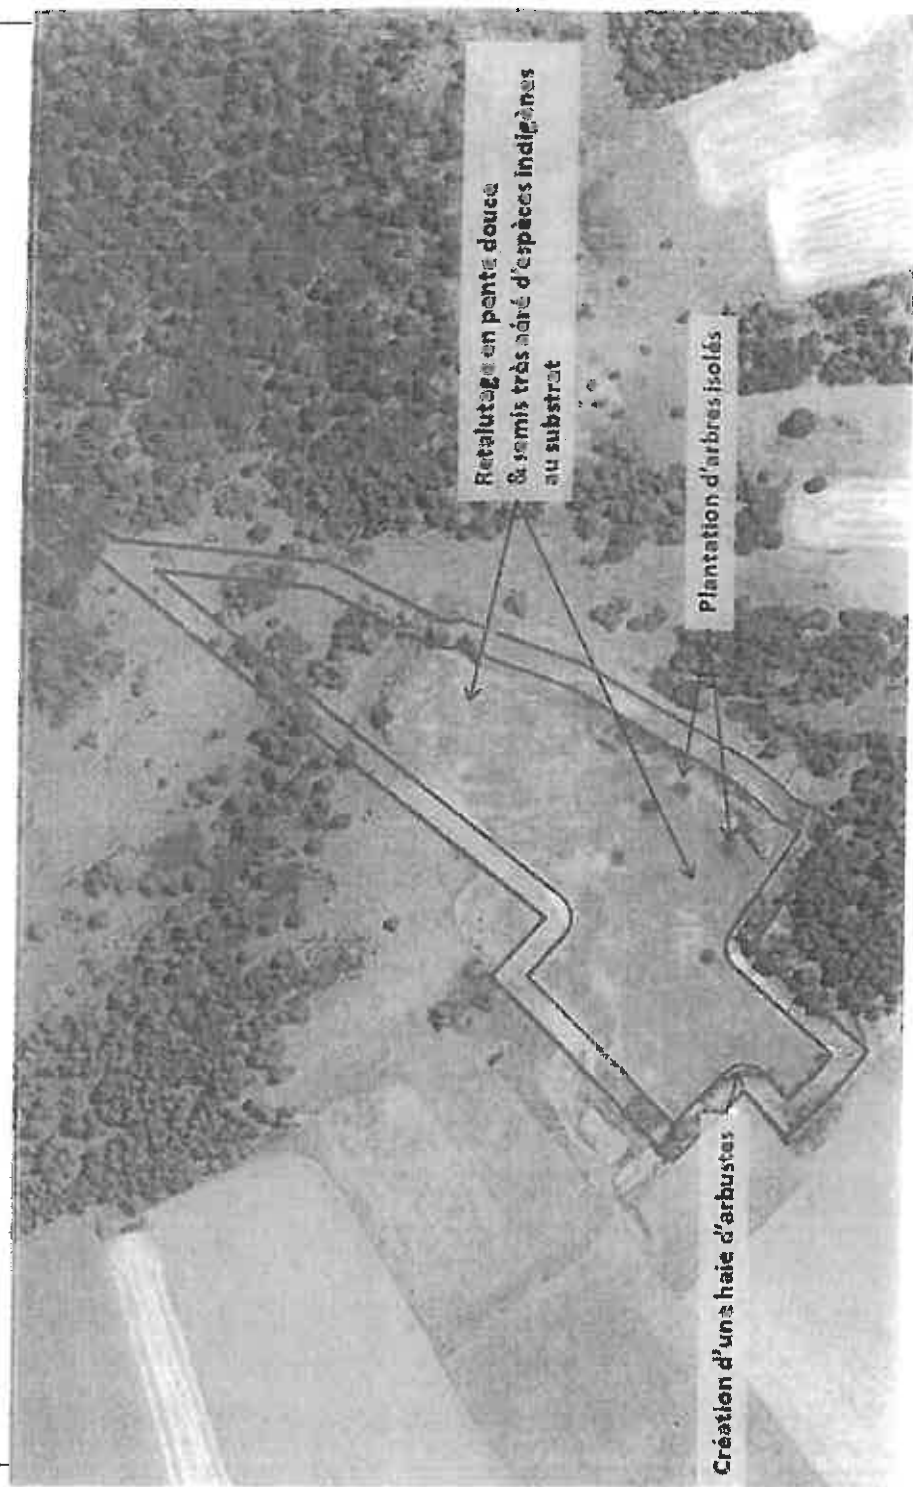 Retalutage en pente douce
& semis très aéré d'espèces indigènes
au substrat
Plantation d'arbres isolés
Création d'une haie d'arbustes